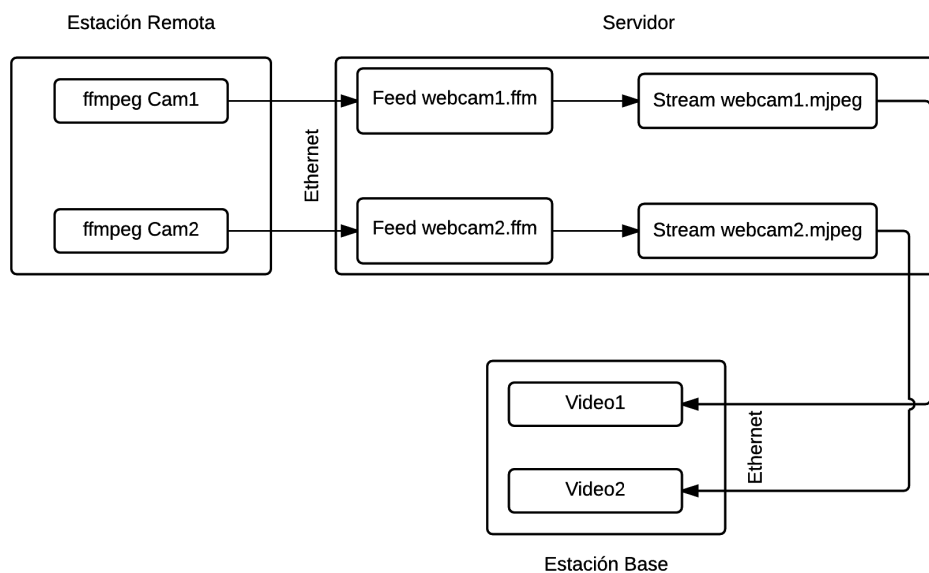 Estación Remota
Servidor
ffmpeg Cam1
Feed webcam1.ffm
Stream webcam1.mjpeg
Ethernet
ffmpeg Cam2
Feed webcam2.ffm
Stream webcam2.mjpeg
Video1
Ethernet
Video2
Estación Base